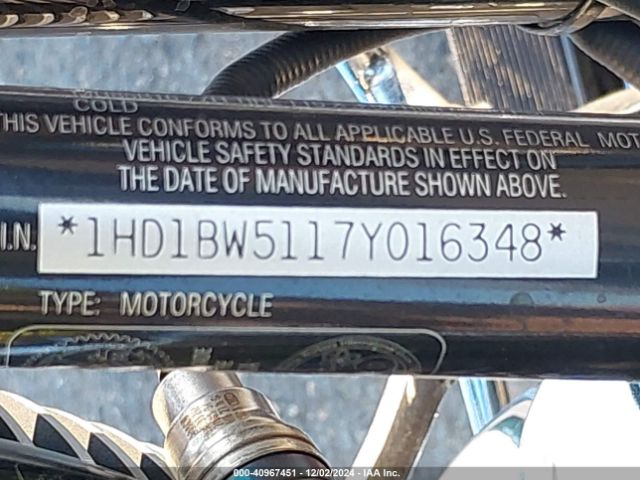 COLD
THIS VEHICLE CONFORMS TO ALL APPLICABLE U.S. FEDERAL MOT
VEHICLE SAFETY STANDARDS IN EFFECT ON
THE DATE OF MANUFACTURE SHOWN ABOVE.
I.N. *1HD1BW5117Y016348*
TYPE: MOTORCYCLE
000-40967451 - 12/02/2024 - IAA Inc.